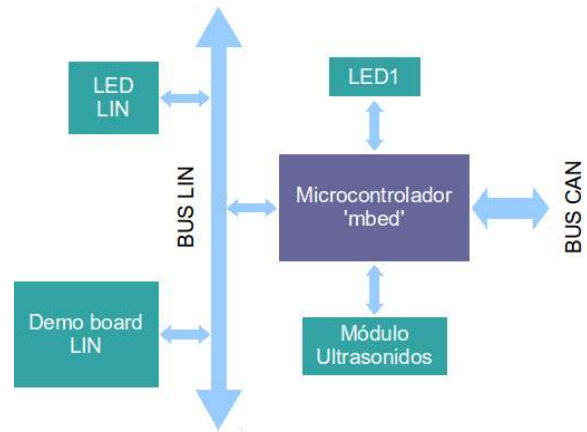 LED
LIN
LED1
BUS LIN
Microcontrolador
'mbed'
BUS CAN
Demo board
LIN
Módulo
Ultrasonidos